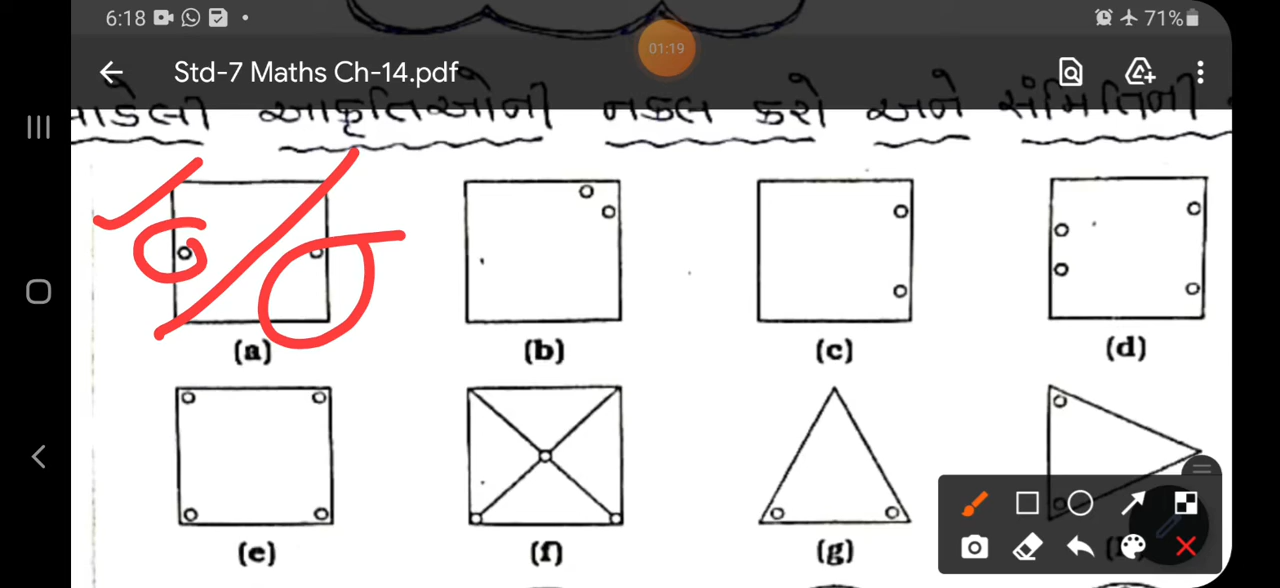 6:18 71%
01:19
Std-7 Maths Ch-14.pdf
આકૃતિઓની નકલ કરો અને સંમિતિની
(a) (b) (c) (d)
(e) (f) (g)